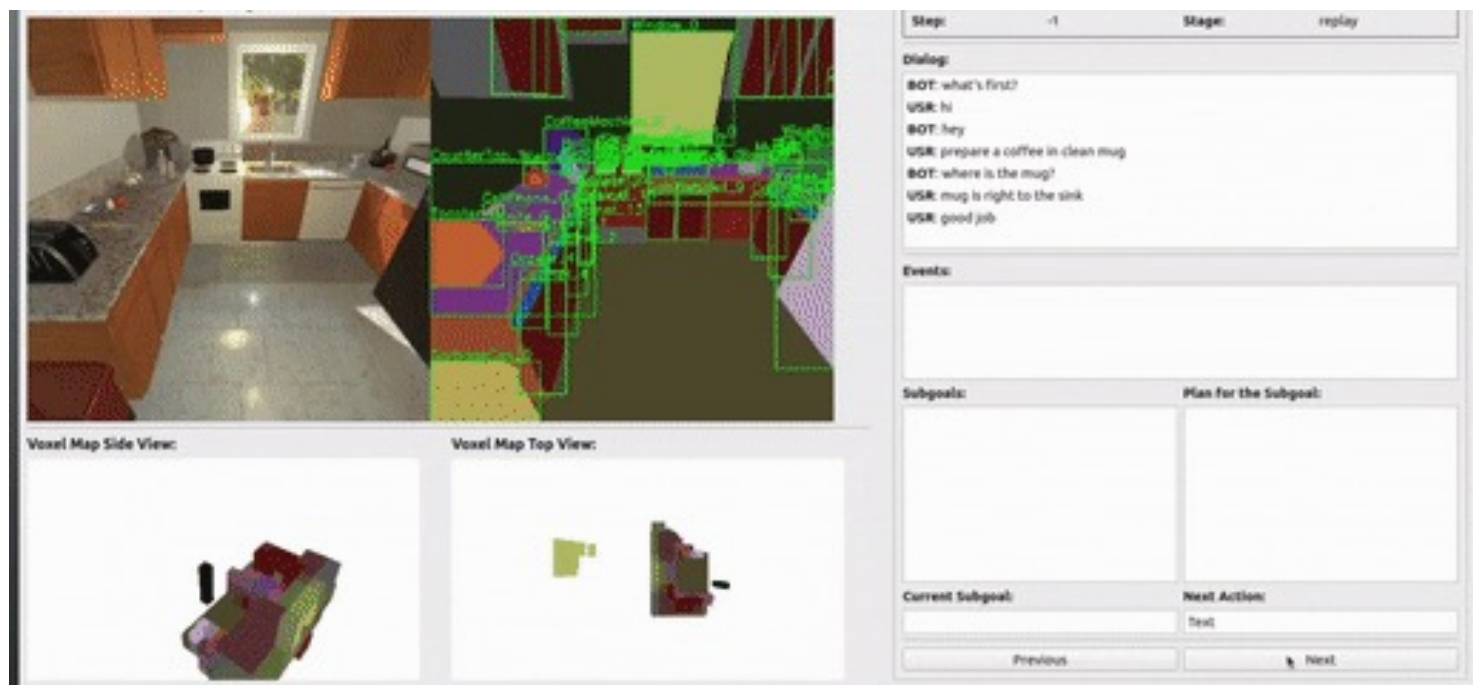 Step: -1 Stage: replay
Dialog:
BOT: what's first?
USR: hi
BOT: hey
USR: prepare a coffee in clean mug
BOT: where is the mug?
USR: mug is right to the sink
USR: good job
Events:
Subgoals: Plan for the Subgoal:
Current Subgoal: Next Action:
Text
Previous Next
Window_0
CoffeeMachine_0
Voxel Map Side View: Voxel Map Top View: